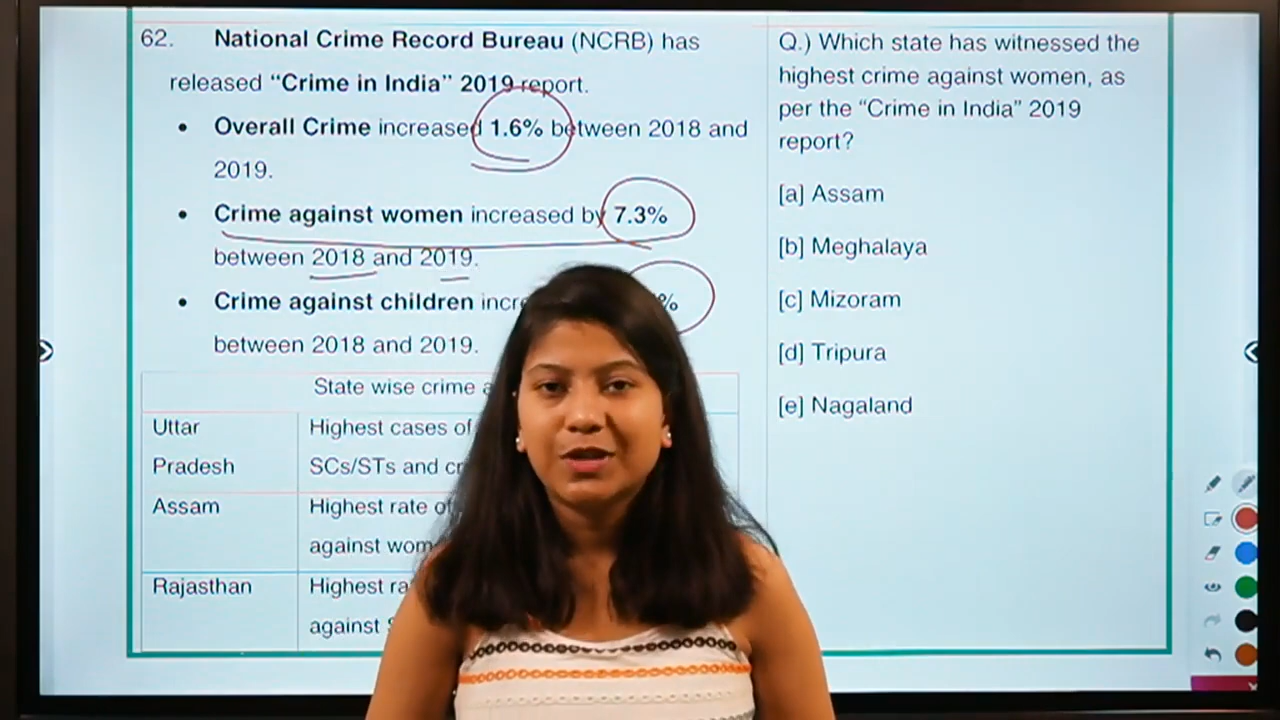 62. National Crime Record Bureau (NCRB) has
released “Crime in India” 2019 report.
• Overall Crime increased 1.6% between 2018 and
2019.
• Crime against women increased by 7.3%
between 2018 and 2019.
• Crime against children %
between 2018 and 2019.
State wise crime
Uttar Highest cases of
Pradesh SCs/STs and
Assam Highest rate of
against
Rajasthan Highest
against
Q.) Which state has witnessed the
highest crime against women, as
per the “Crime in India” 2019
report?
[a] Assam
[b] Meghalaya
[c] Mizoram
[d] Tripura
[e] Nagaland